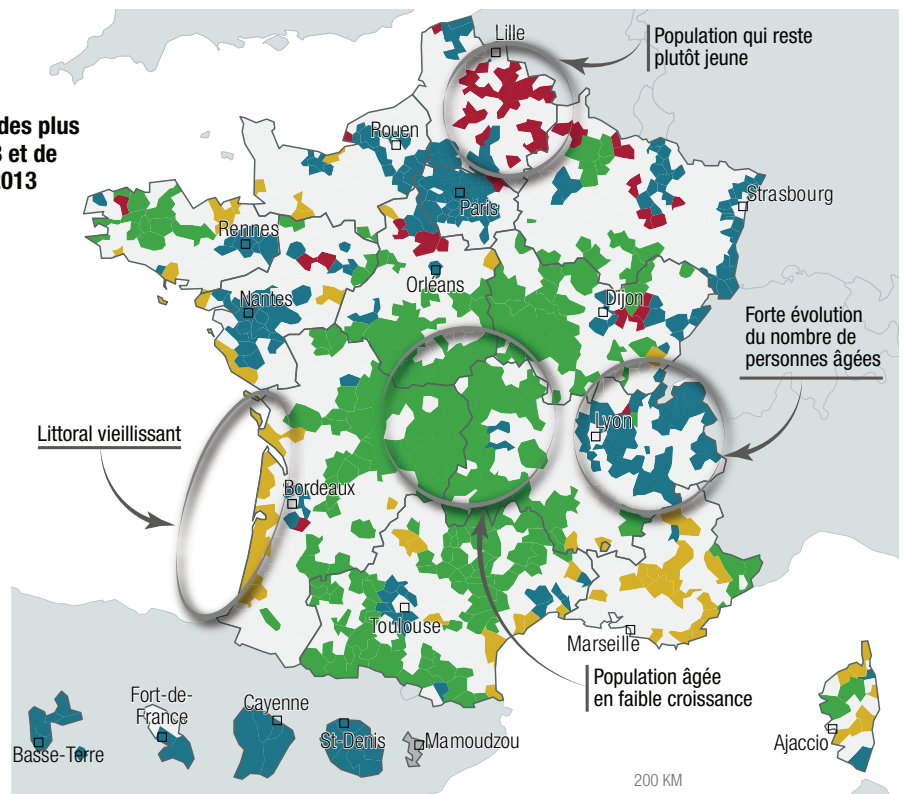 Lille
Population qui reste
plutôt jeune
des plus
et de
2013
Rouen
Paris
Strasbourg
Rennes
Orléans
Nantes
Dijon
Forte évolution
du nombre de
personnes âgées
Lyon
Littoral vieillissant
Bordeaux
Toulouse
Marseille
Population âgée
en faible croissance
Fort-de-
France
Cayenne
Basse-Terre
St-Denis
Mamoudzou
Ajaccio
200 KM